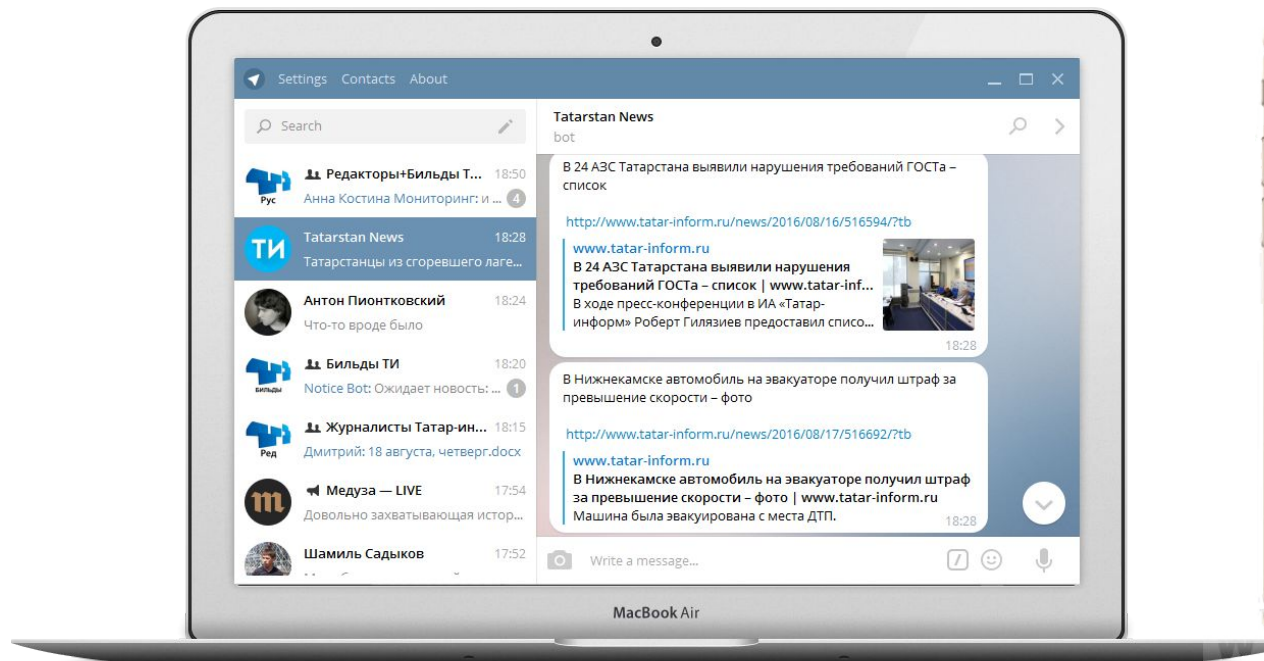 Settings Contacts About
Search
Редакторы+Бильды Т... 18:50
Рус
Анна Костина Мониторинг: и ... 4
ТИ
Tatarstan News 18:28
Татарстанцы из сгоревшего лаге...
Антон Пионтковский 18:24
Что-то вроде было
Бильды ТИ 18:20
БИЛЬДЫ
Notice Bot: Ожидает новость: ... 1
Журналисты Татар-ин... 18:15
Ред
Дмитрий: 18 августа, четверг.docx
m
Медуза — LIVE 17:54
Довольно захватывающая истор...
Шамиль Садыков 17:52
Tatarstan News
bot
В 24 АЗС Татарстана выявили нарушения требований ГОСТа –
список
http://www.tatar-inform.ru/news/2016/08/16/516594/?tb
www.tatar-inform.ru
В 24 АЗС Татарстана выявили нарушения
требований ГОСТа – список | www.tatar-inf...
В ходе пресс-конференции в ИА «Татар-
информ» Роберт Гилязиев предоставил списо...
18:28
В Нижнекамске автомобиль на эвакуаторе получил штраф за
превышение скорости – фото
http://www.tatar-inform.ru/news/2016/08/17/516692/?tb
www.tatar-inform.ru
В Нижнекамске автомобиль на эвакуаторе получил штраф
за превышение скорости – фото | www.tatar-inform.ru
Машина была эвакуирована с места ДТП.
18:28
Write a message...
MacBook Air